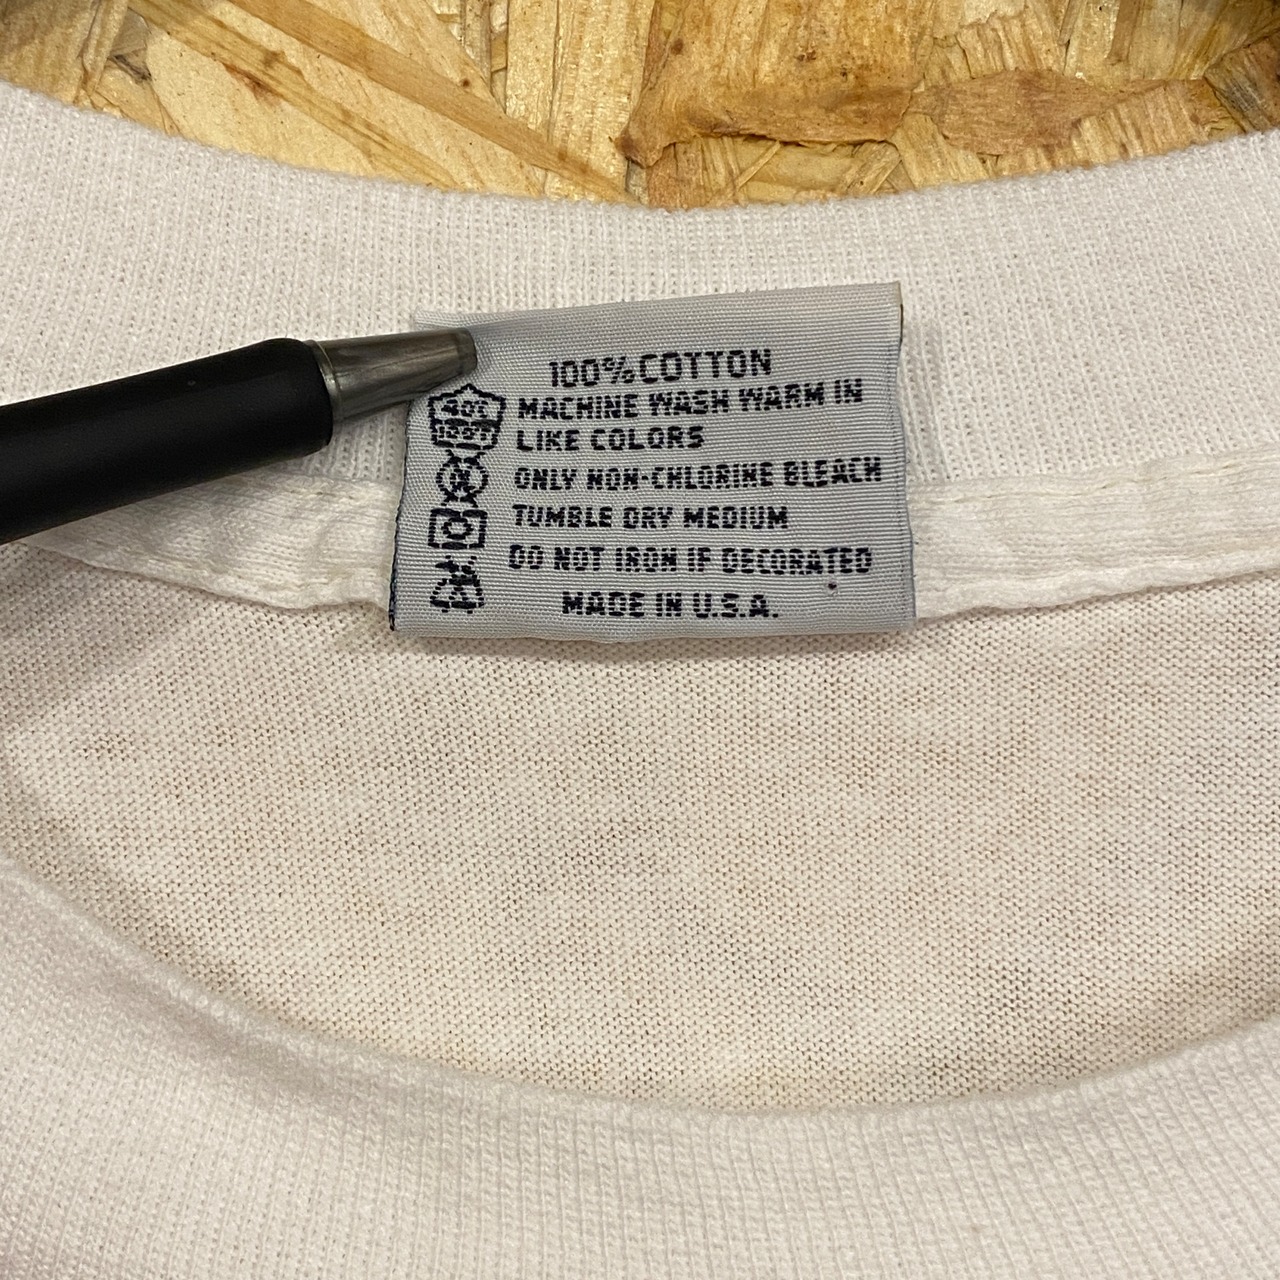 100% COTTON
MACHINE WASH WARM IN
LIKE COLORS
ONLY NON-CHLORINE BLEACH
TUMBLE DRY MEDIUM
DO NOT IRON IF DECORATED
MADE IN U.S.A.